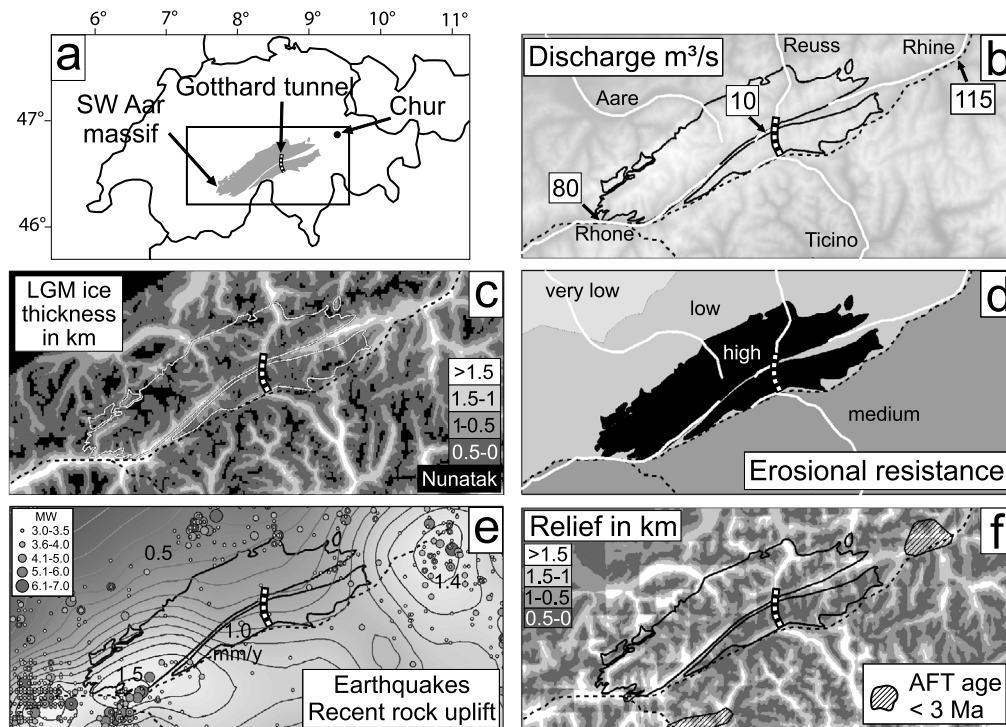 6° 7° 8° 9° 10° 11°
47°
46°
a
Gotthard tunnel
SW Aar
massif
Chur
b
Discharge m³/s
Reuss
Rhine
Aare
10
115
80
Rhone
Ticino
c
LGM ice
thickness
in km
>1.5
1.5-1
1-0.5
0.5-0
Nunatak
d
very low
low
high
medium
Erosional resistance
e
MW
3.0-3.5
3.6-4.0
4.1-5.0
5.1-6.0
6.1-7.0
0.5
1.4
1.0
mm/y
Earthquakes
Recent rock uplift
f
Relief in km
>1.5
1.5-1
1-0.5
0.5-0
AFT age
< 3 Ma